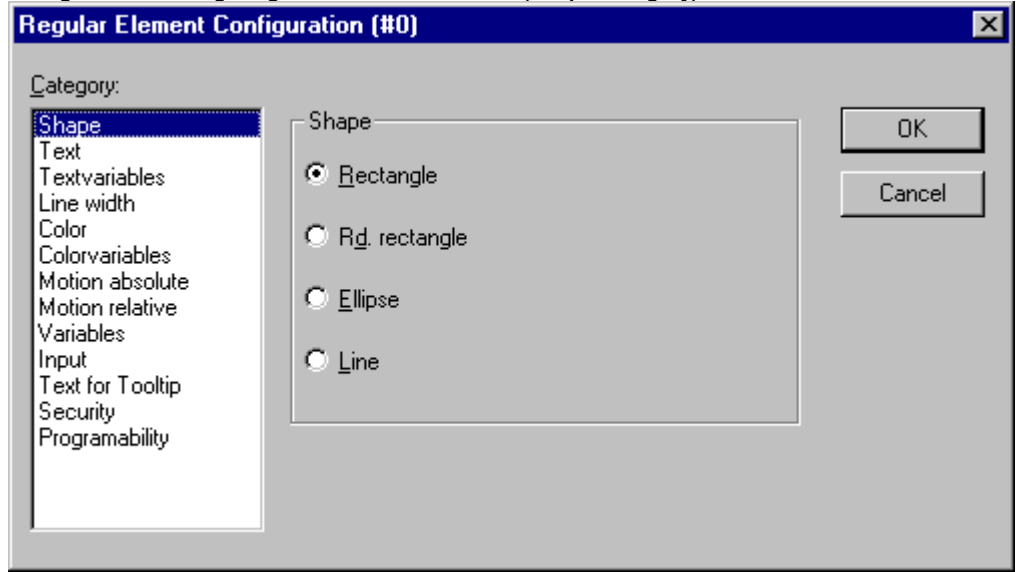 Regular Element Configuration (#0)
Category:
Shape
Text
Textvariables
Line width
Color
Colorvariables
Motion absolute
Motion relative
Variables
Input
Text for Tooltip
Security
Programability
Shape
Rectangle
Rd. rectangle
Ellipse
Line
OK
Cancel